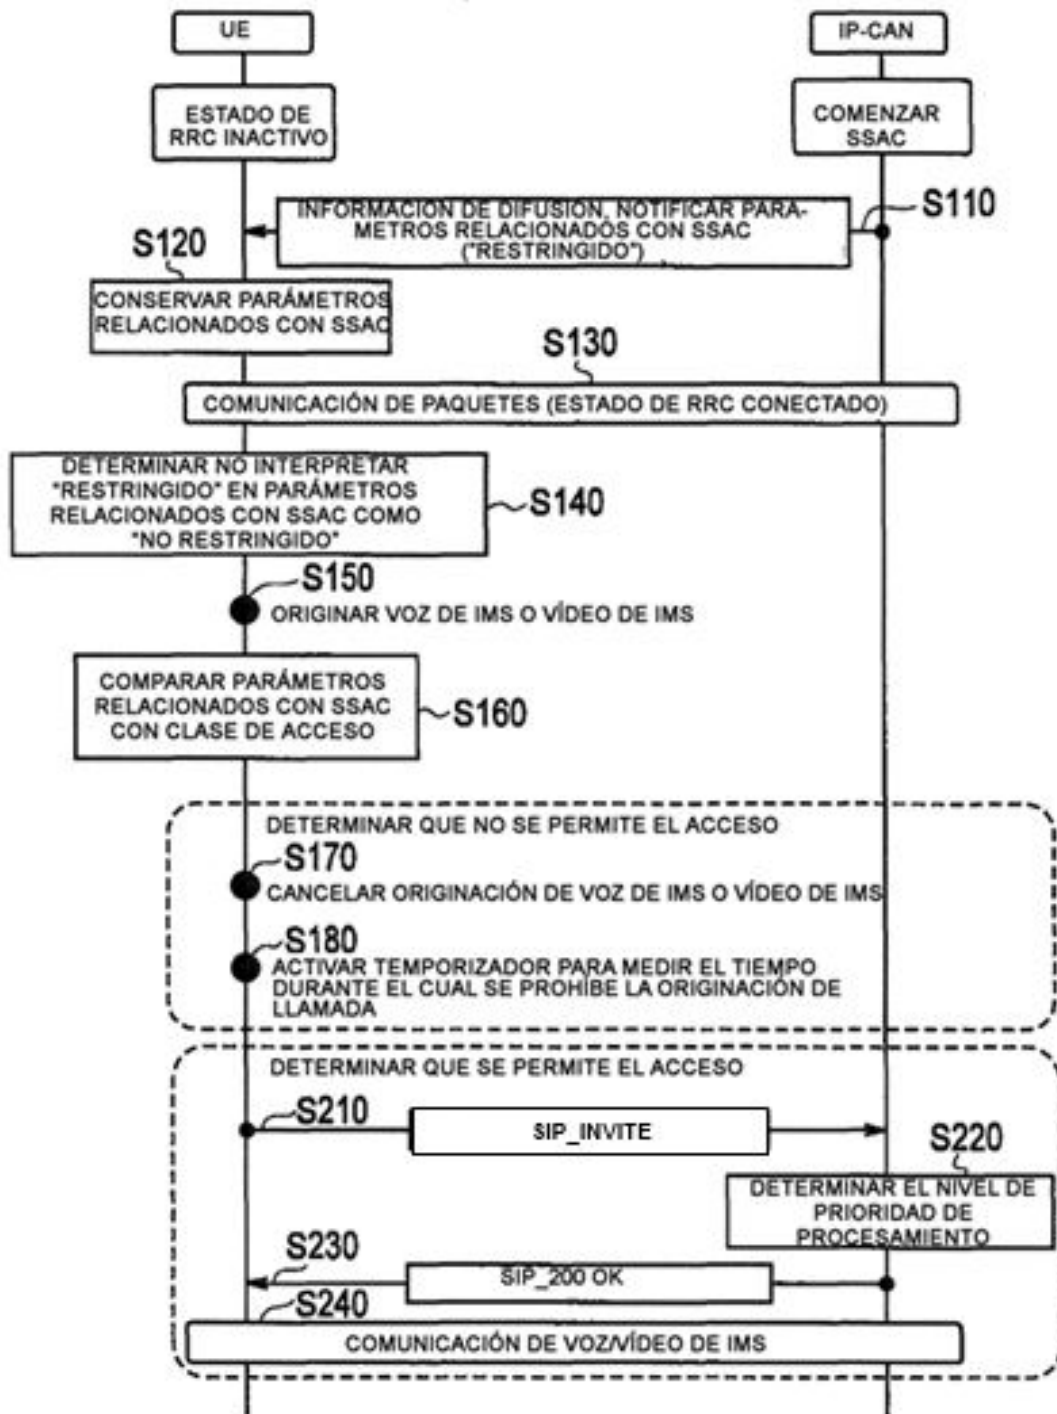 UE
IP-CAN
ESTADO DE
RRC INACTIVO
COMENZAR
SSAC
INFORMACION DE DIFUSION, NOTIFICAR PARA-
METROS RELACIONADOS CON SSAC
("RESTRINGIDO")
S110
S120
CONSERVAR PARÁMETROS
RELACIONADOS CON SSAC
S130
COMUNICACIÓN DE PAQUETES (ESTADO DE RRC CONECTADO)
DETERMINAR NO INTERPRETAR
"RESTRINGIDO" EN PARÁMETROS
RELACIONADOS CON SSAC COMO
"NO RESTRINGIDO"
S140
S150
ORIGINAR VOZ DE IMS O VÍDEO DE IMS
COMPARAR PARÁMETROS
RELACIONADOS CON SSAC
CON CLASE DE ACCESO
S160
DETERMINAR QUE NO SE PERMITE EL ACCESO
S170
CANCELAR ORIGINACIÓN DE VOZ DE IMS O VÍDEO DE IMS
S180
ACTIVAR TEMPORIZADOR PARA MEDIR EL TIEMPO
DURANTE EL CUAL SE PROHÍBE LA ORIGINACIÓN DE
LLAMADA
DETERMINAR QUE SE PERMITE EL ACCESO
S210
SIP_INVITE
S220
DETERMINAR EL NIVEL DE
PRIORIDAD DE
PROCESAMIENTO
S230
SIP_200 OK
S240
COMUNICACIÓN DE VOZ/VÍDEO DE IMS